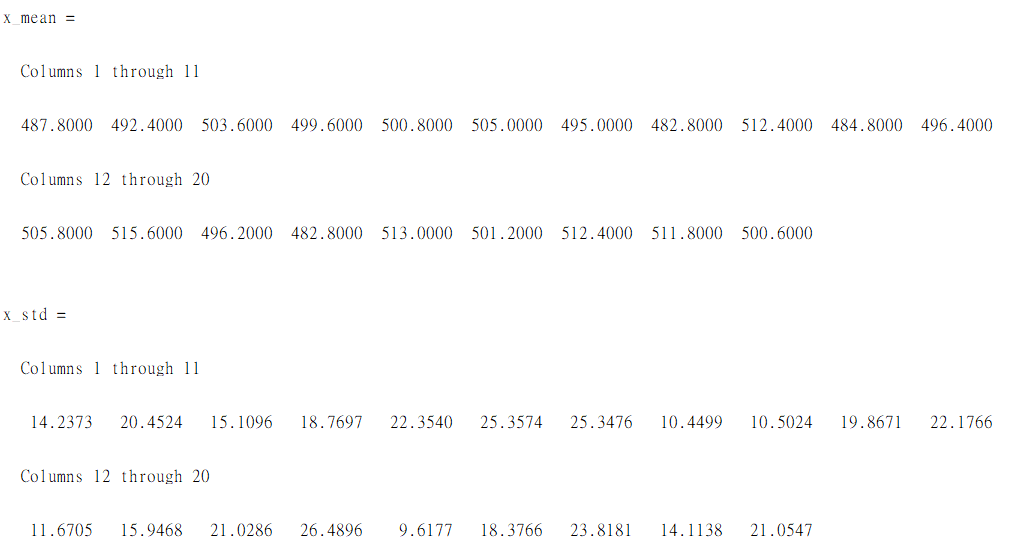 x_mean =
Columns 1 through 11
487.8000 492.4000 503.6000 499.6000 500.8000 505.0000 495.0000 482.8000 512.4000 484.8000 496.4000
Columns 12 through 20
505.8000 515.6000 496.2000 482.8000 513.0000 501.2000 512.4000 511.8000 500.6000
x_std =
Columns 1 through 11
14.2373 20.4524 15.1096 18.7697 22.3540 25.3574 25.3476 10.4499 10.5024 19.8671 22.1766
Columns 12 through 20
11.6705 15.9468 21.0286 26.4896 9.6177 18.3766 23.8181 14.1138 21.0547